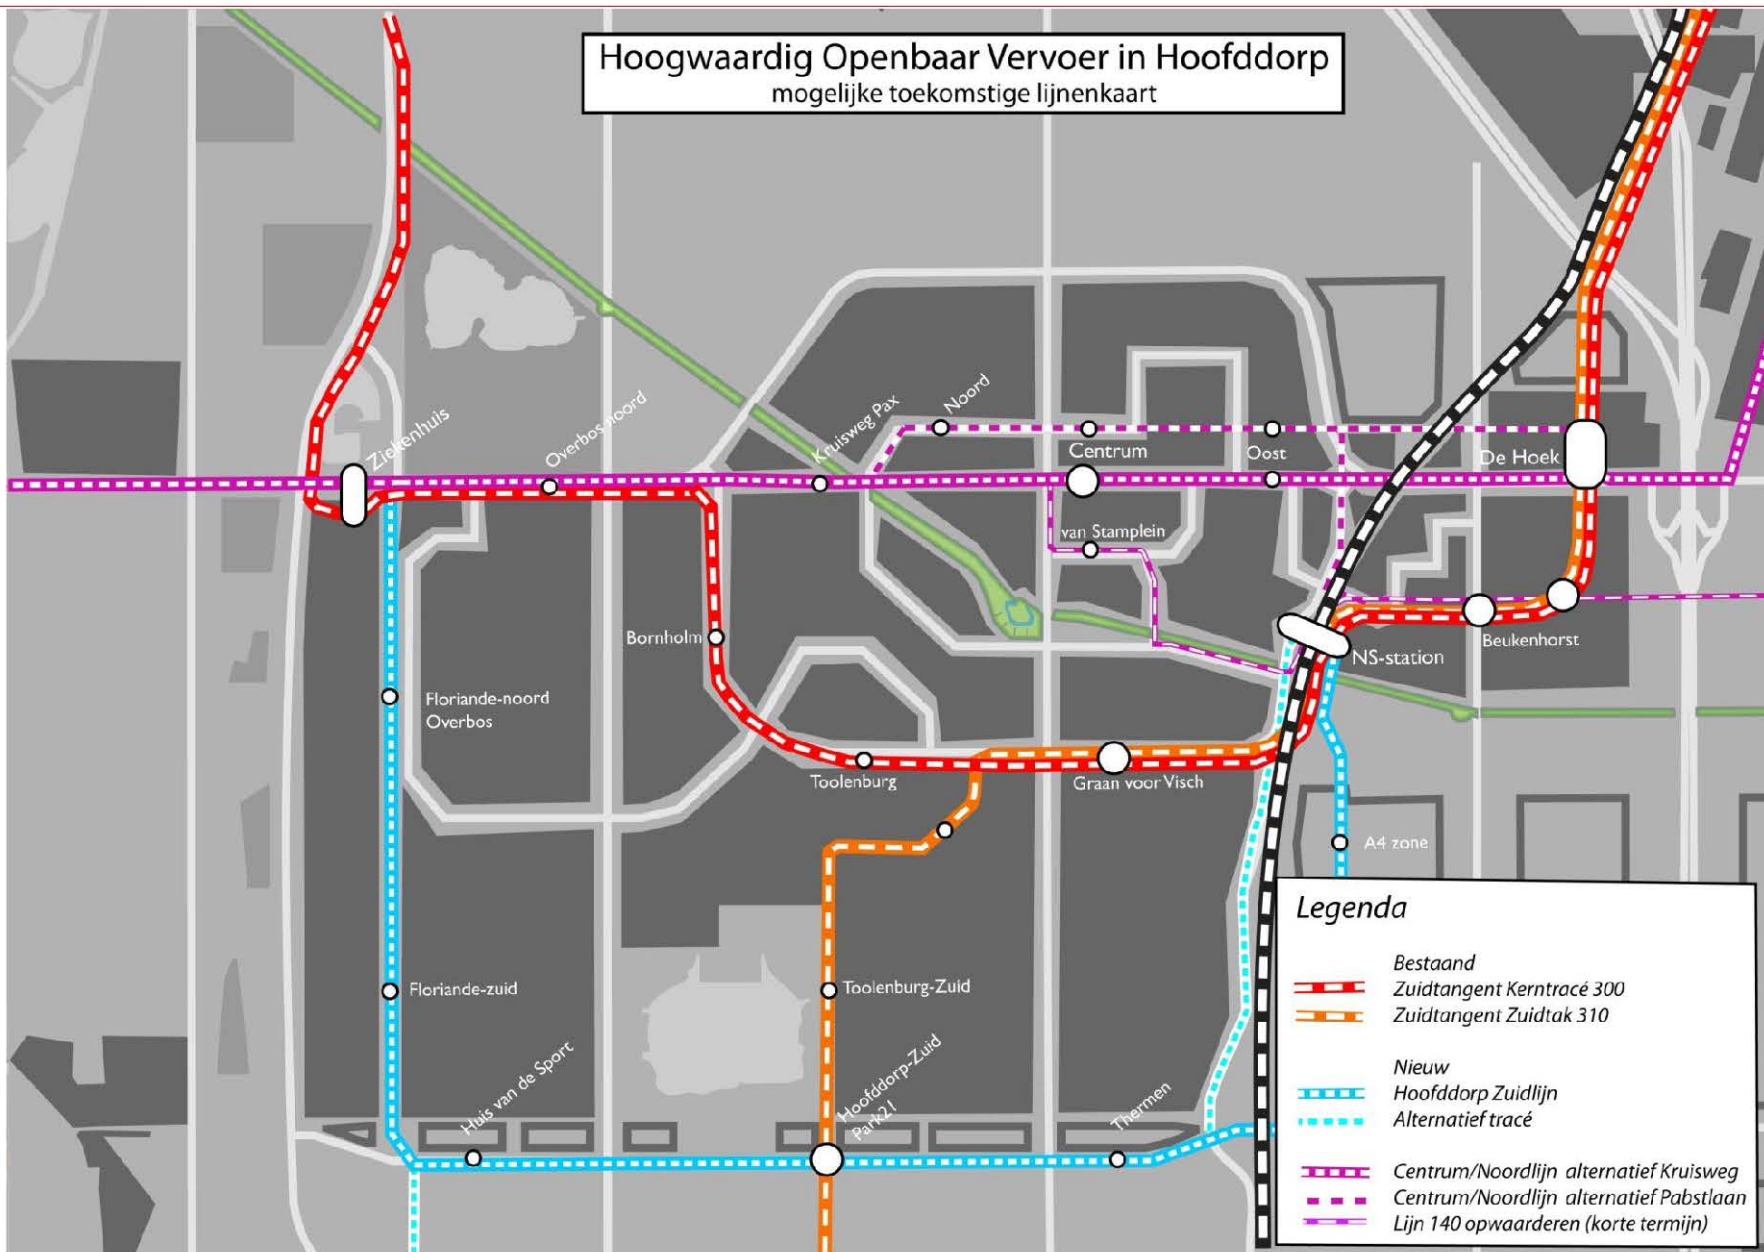 Hoogwaardig Openbaar Vervoer in Hoofddorp
mogelijke toekomstige lijnenkaart
Ziekenhuis
Overbos-noord
Kruisweg Pax
Noord
Centrum
Oost
De Hoek
van Stamplein
Bornholm
NS-station
Beukenhorst
Floriande-noord
Overbos
Toolenburg
Graan voor Visch
A4 zone
Floriande-zuid
Toolenburg-Zuid
Huis van de Sport
Hoofddorp-Zuid
Park21
Thermen
Legenda
Bestaand
Zuidtangent Kerntracé 300
Zuidtangent Zuidtak 310
Nieuw
Hoofddorp Zuidlijn
Alternatief tracé
Centrum/Noordlijn alternatief Kruisweg
Centrum/Noordlijn alternatief Pabstlaan
Lijn 140 opwaarderen (korte termijn)